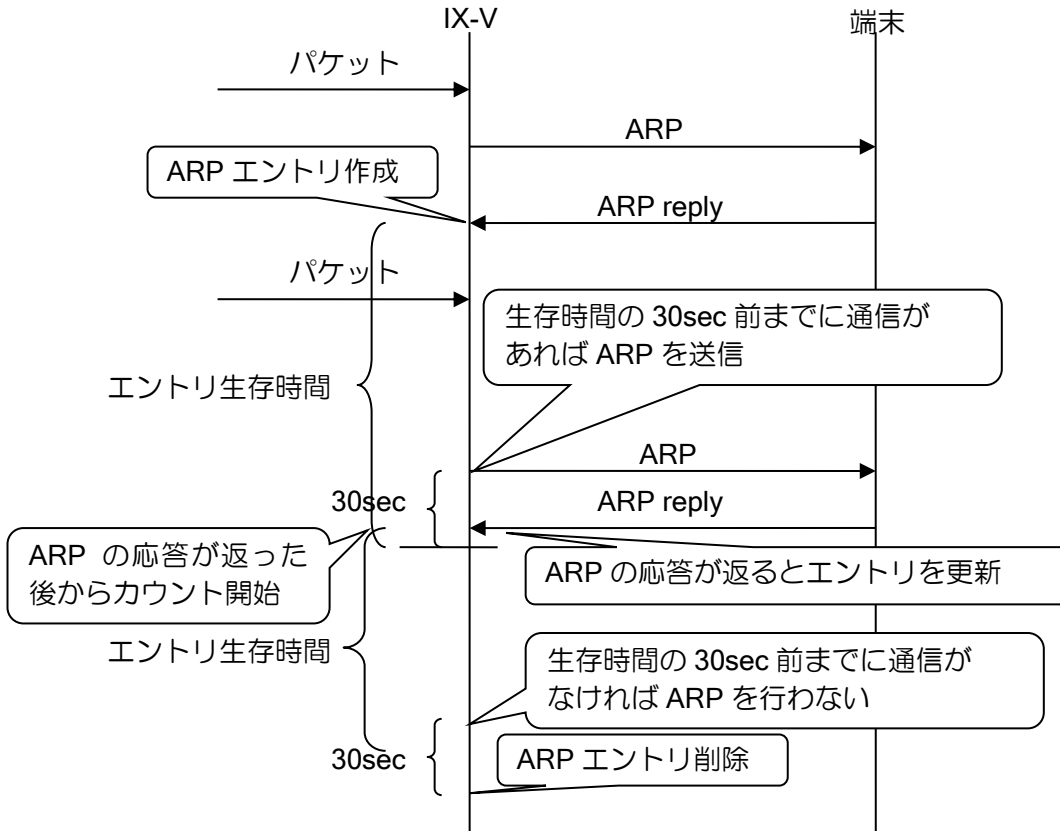 IX-V
端末
パケット
ARP
ARP エントリ作成
ARP reply
パケット
生存時間の 30sec 前までに通信が
あれば ARP を送信
エントリ生存時間
ARP
30sec
ARP reply
ARP の応答が返った
後からカウント開始
ARP の応答が返るとエントリを更新
エントリ生存時間
生存時間の 30sec 前までに通信が
なければ ARP を行わない
30sec
ARP エントリ削除